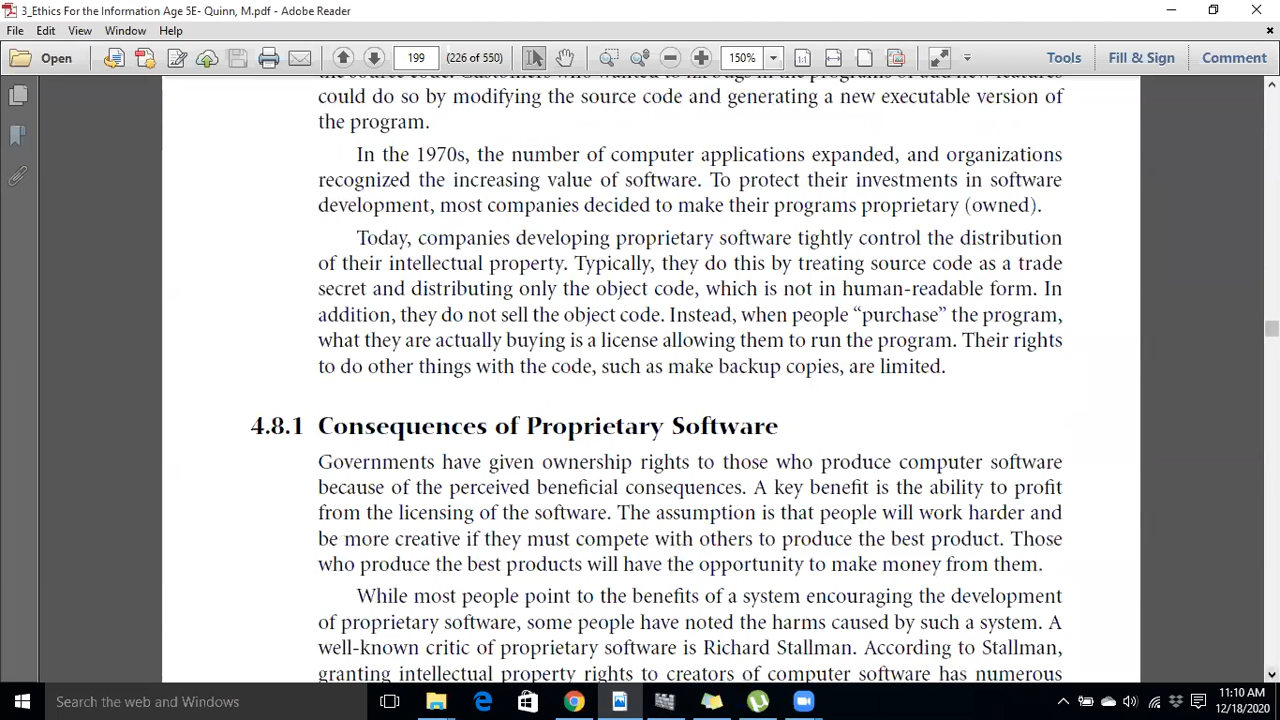 3_Ethics For the Information Age 5E- Quinn, M.pdf - Adobe Reader
File Edit View Window Help
Open 199 (226 of 550) 150% Tools Fill & Sign Comment
could do so by modifying the source code and generating a new executable version of
the program.
In the 1970s, the number of computer applications expanded, and organizations
recognized the increasing value of software. To protect their investments in software
development, most companies decided to make their programs proprietary (owned).
Today, companies developing proprietary software tightly control the distribution
of their intellectual property. Typically, they do this by treating source code as a trade
secret and distributing only the object code, which is not in human-readable form. In
addition, they do not sell the object code. Instead, when people “purchase” the program,
what they are actually buying is a license allowing them to run the program. Their rights
to do other things with the code, such as make backup copies, are limited.
4.8.1 Consequences of Proprietary Software
Governments have given ownership rights to those who produce computer software
because of the perceived beneficial consequences. A key benefit is the ability to profit
from the licensing of the software. The assumption is that people will work harder and
be more creative if they must compete with others to produce the best product. Those
who produce the best products will have the opportunity to make money from them.
While most people point to the benefits of a system encouraging the development
of proprietary software, some people have noted the harms caused by such a system. A
well-known critic of proprietary software is Richard Stallman. According to Stallman,
granting intellectual property rights to creators of computer software has numerous
Search the web and Windows
11:10 AM
12/18/2020